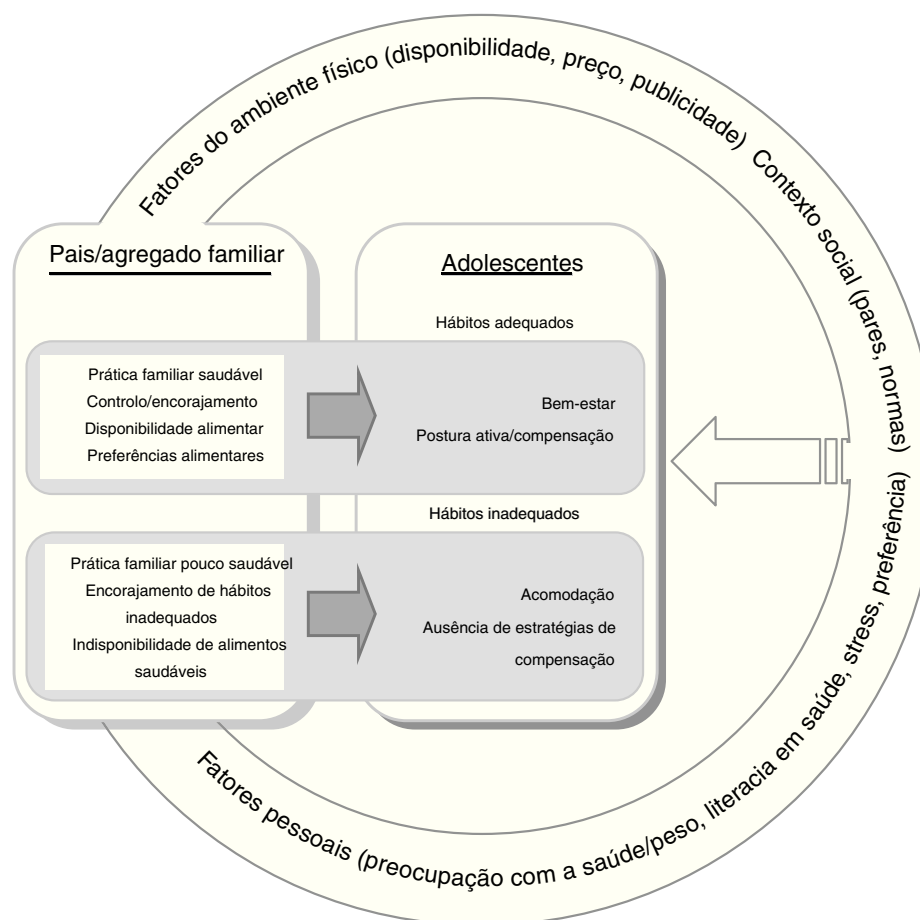 Fatores do ambiente físico (disponibilidade, preço, publicidade)
Contexto social (pares, normas)
Pais/agregado familiar
Prática familiar saudável
Controlo/encorajamento
Disponibilidade alimentar
Preferências alimentares
Prática familiar pouco saudável
Encorajamento de hábitos
inadequados
Indisponibilidade de alimentos
saudáveis
Adolescentes
Hábitos adequados
Bem-estar
Postura ativa/compensação
Hábitos inadequados
Acomodação
Ausência de estratégias de
compensação
Fatores pessoais (preocupação com a saúde/peso, literacia em saúde, stress, preferência)